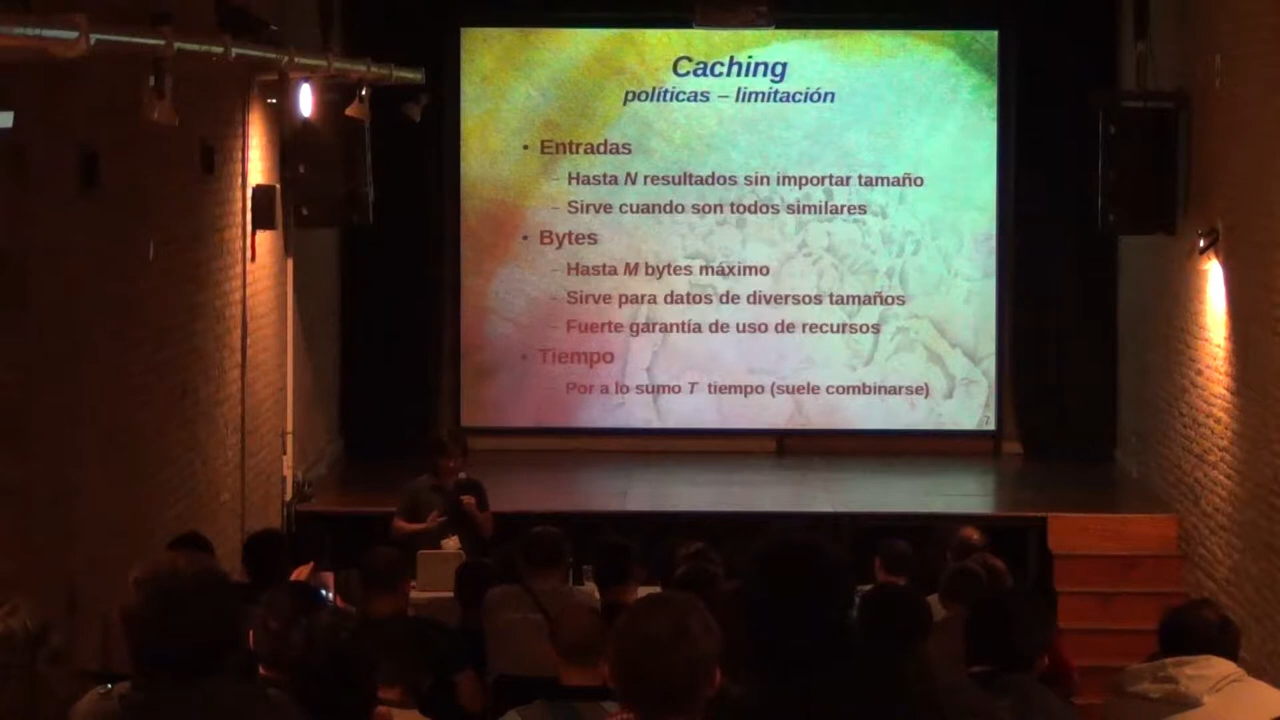 Caching
políticas – limitación
• Entradas
– Hasta N resultados sin importar tamaño
– Sirve cuando son todos similares
• Bytes
– Hasta M bytes máximo
– Sirve para datos de diversos tamaños
– Fuerte garantía de uso de recursos
• Tiempo
– Por a lo sumo T tiempo (suele combinarse)
7